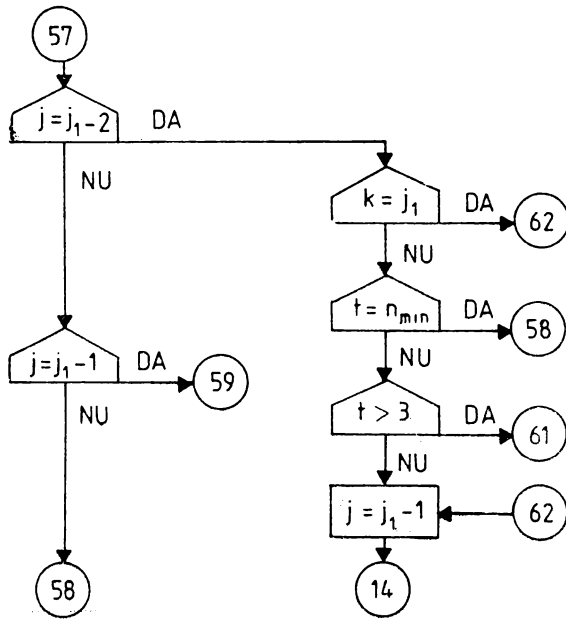 57
j=j₁-2
DA
NU
k = j₁
DA
62
NU
t = nₘᵢₙ
DA
58
NU
j=j₁-1
DA
59
NU
t > 3
DA
61
NU
j = j₁-1
62
58
14